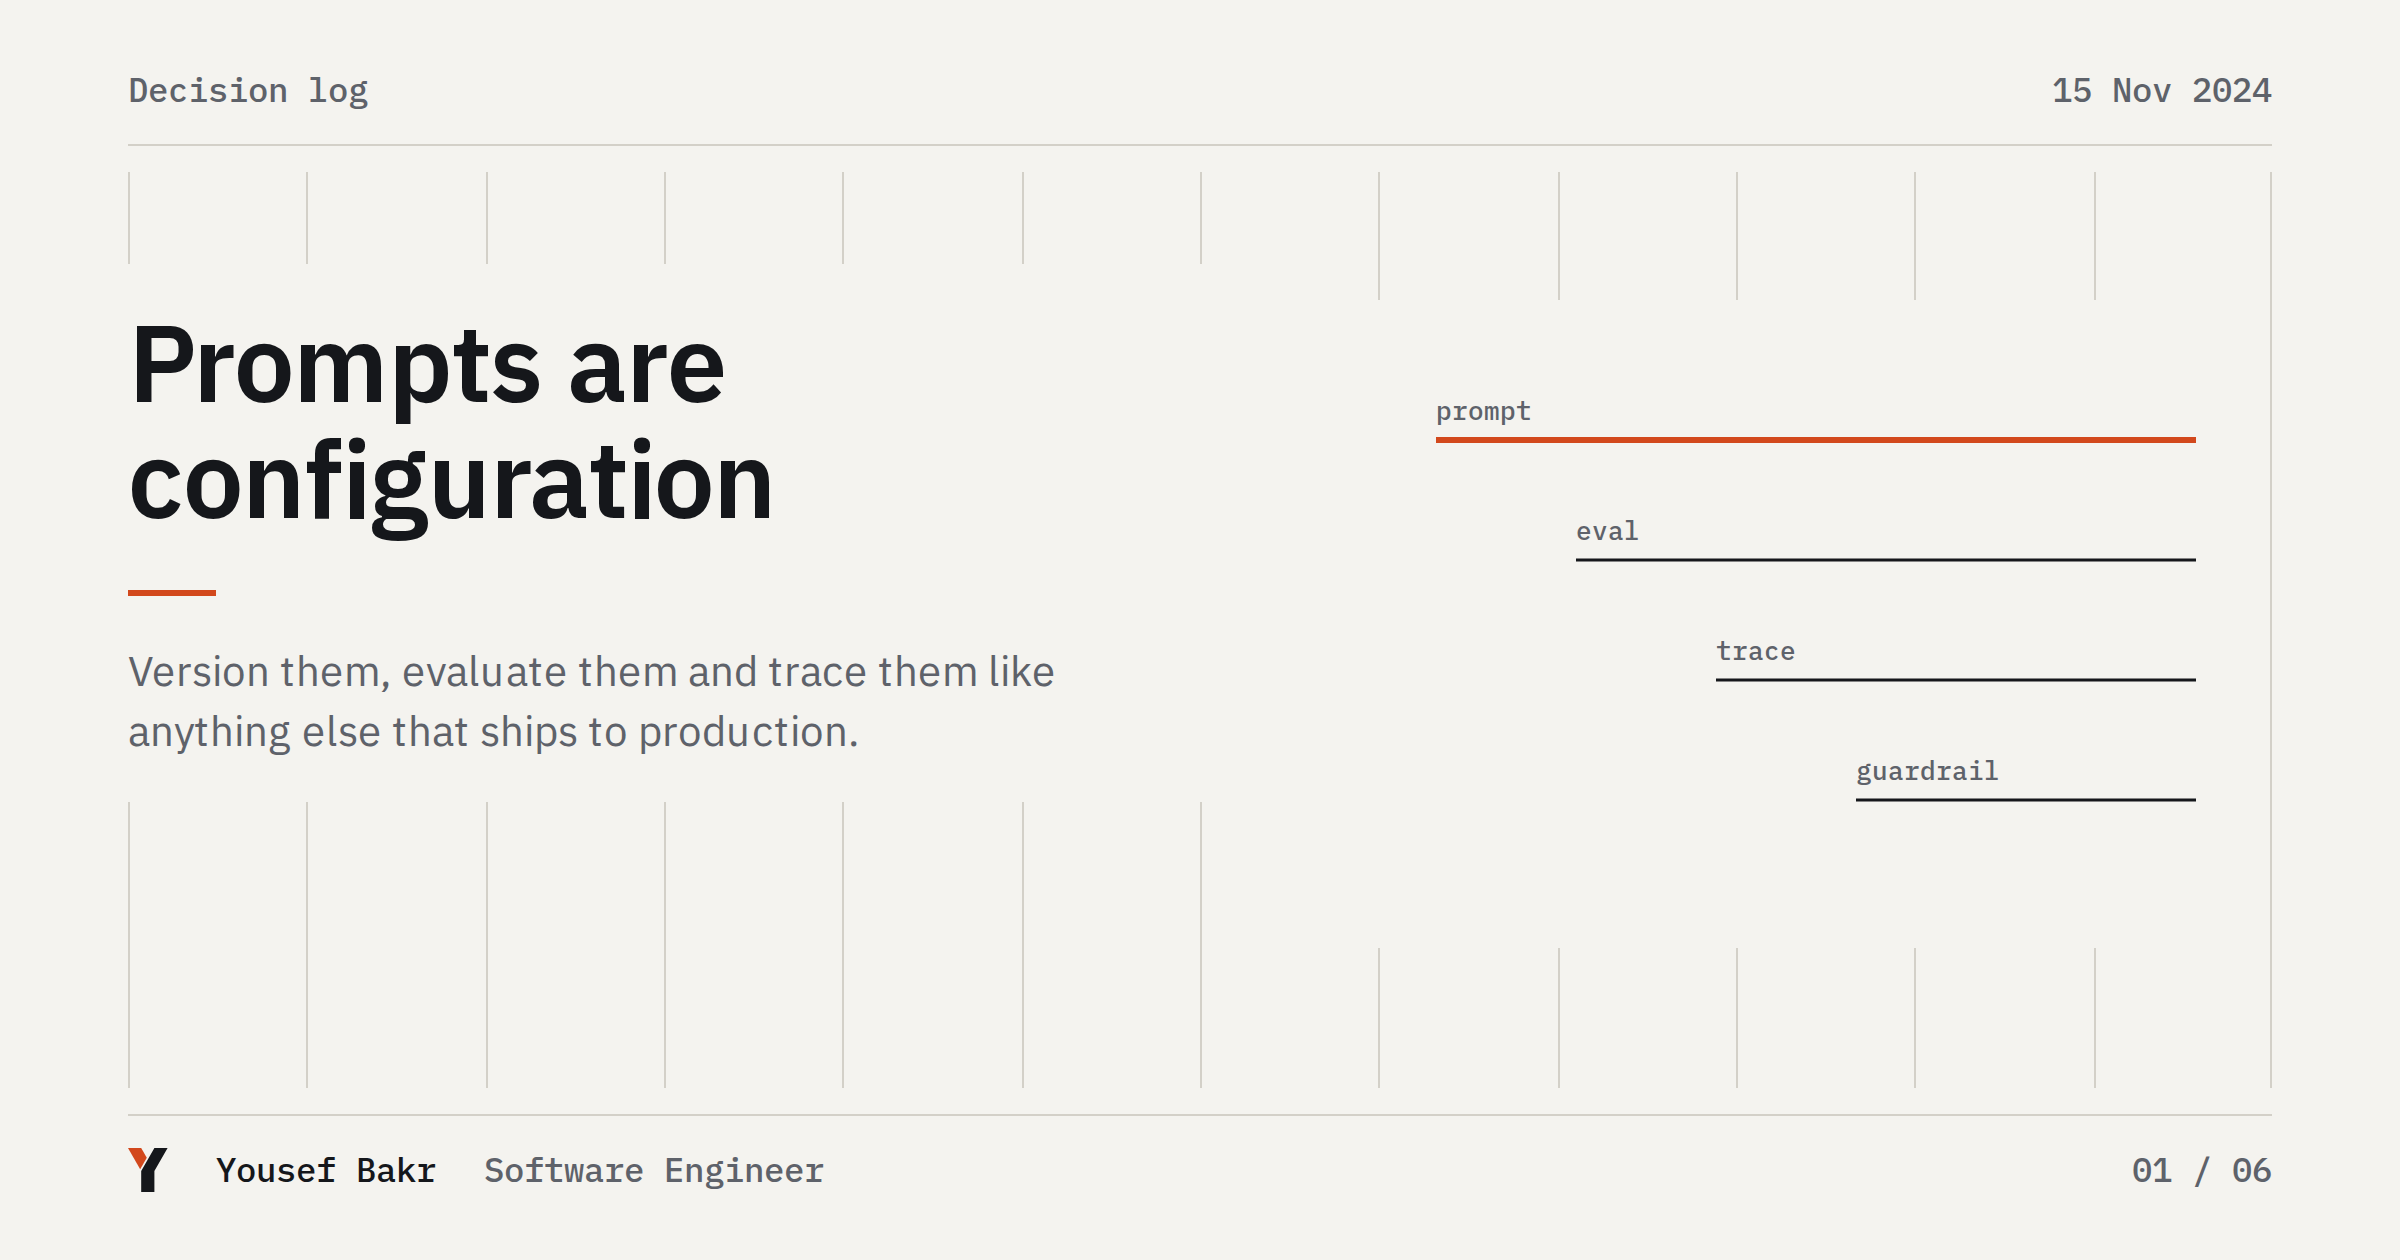 Decision log
15 Nov 2024
Prompts are
configuration
Version them, evaluate them and trace them like
anything else that ships to production.
prompt
eval
trace
guardrail
Y
Yousef Bakr
Software Engineer
01 / 06